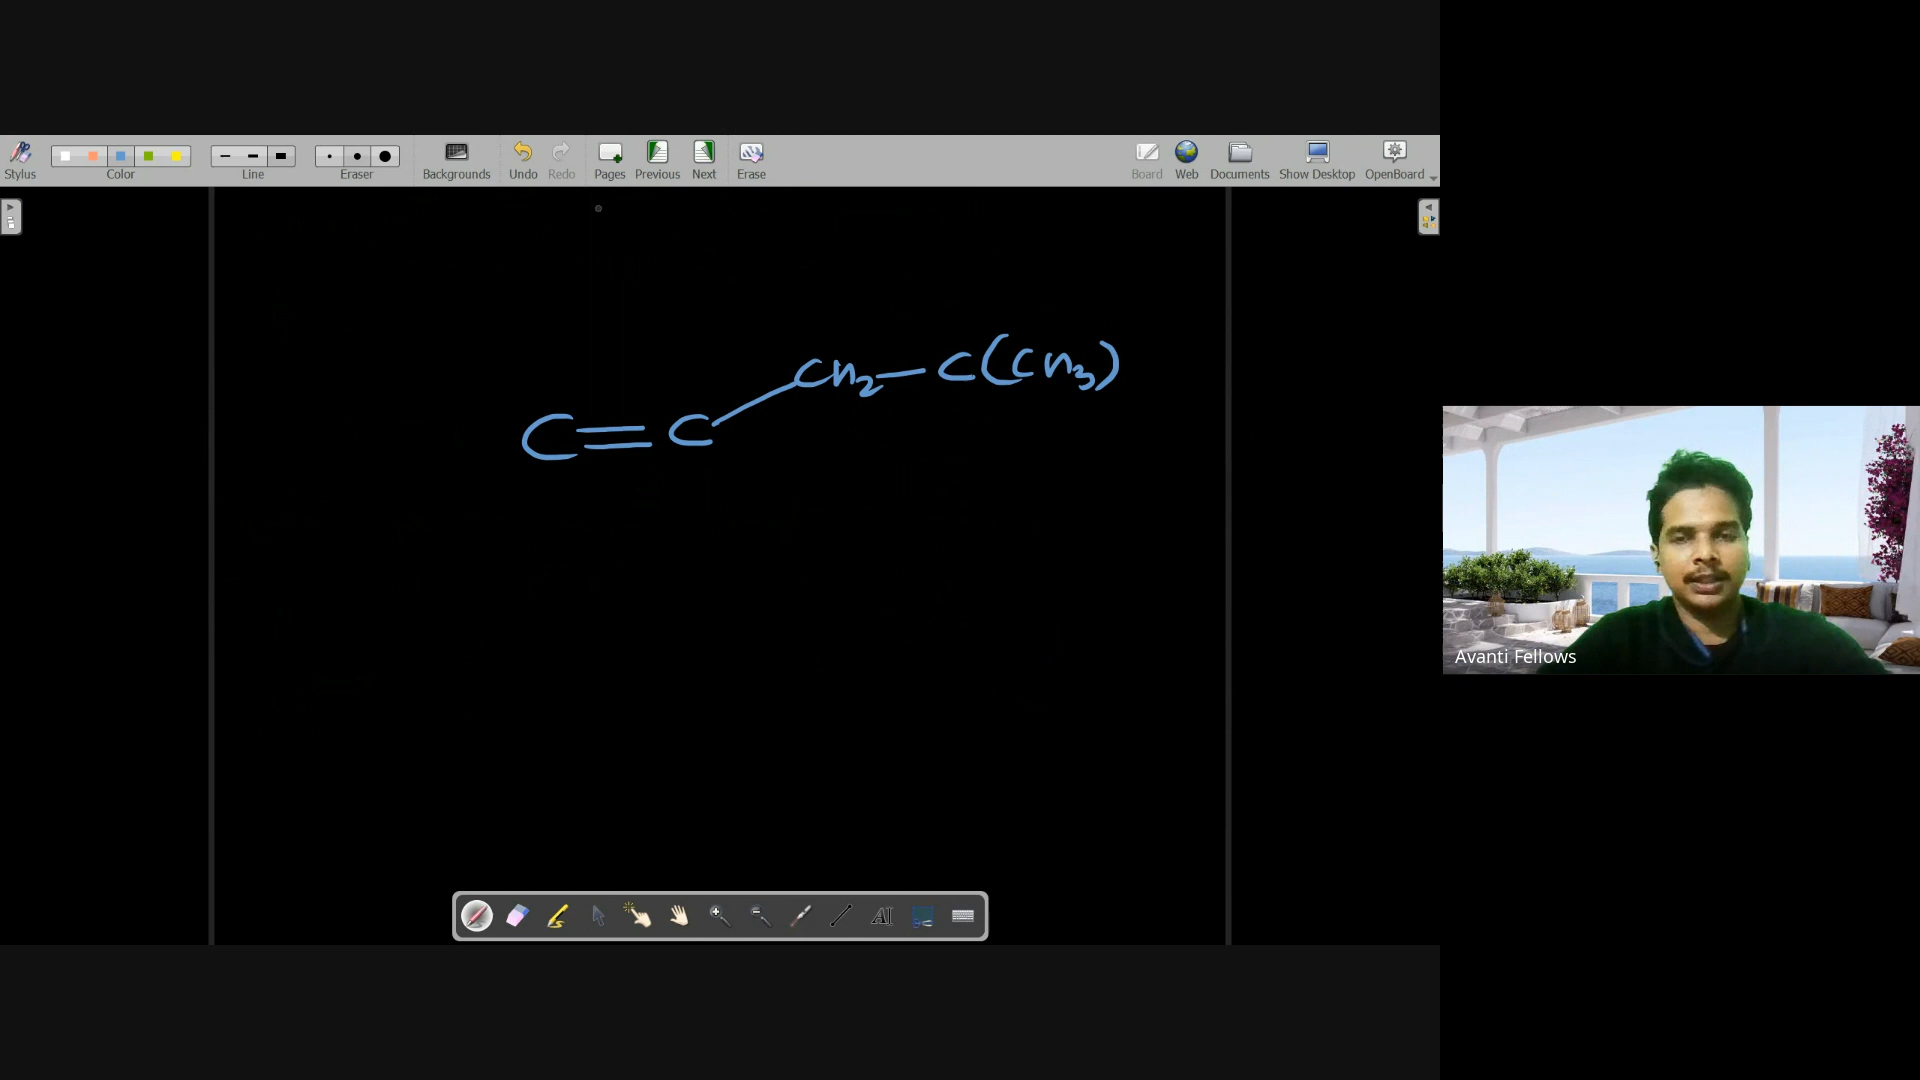 Stylus
Color
Line
Eraser
Backgrounds
Undo
Redo
Pages
Previous
Next
Erase
Board
Web
Documents
Show Desktop
OpenBoard
CH2 — C(CH3)
C = C
Avanti Fellows
AI